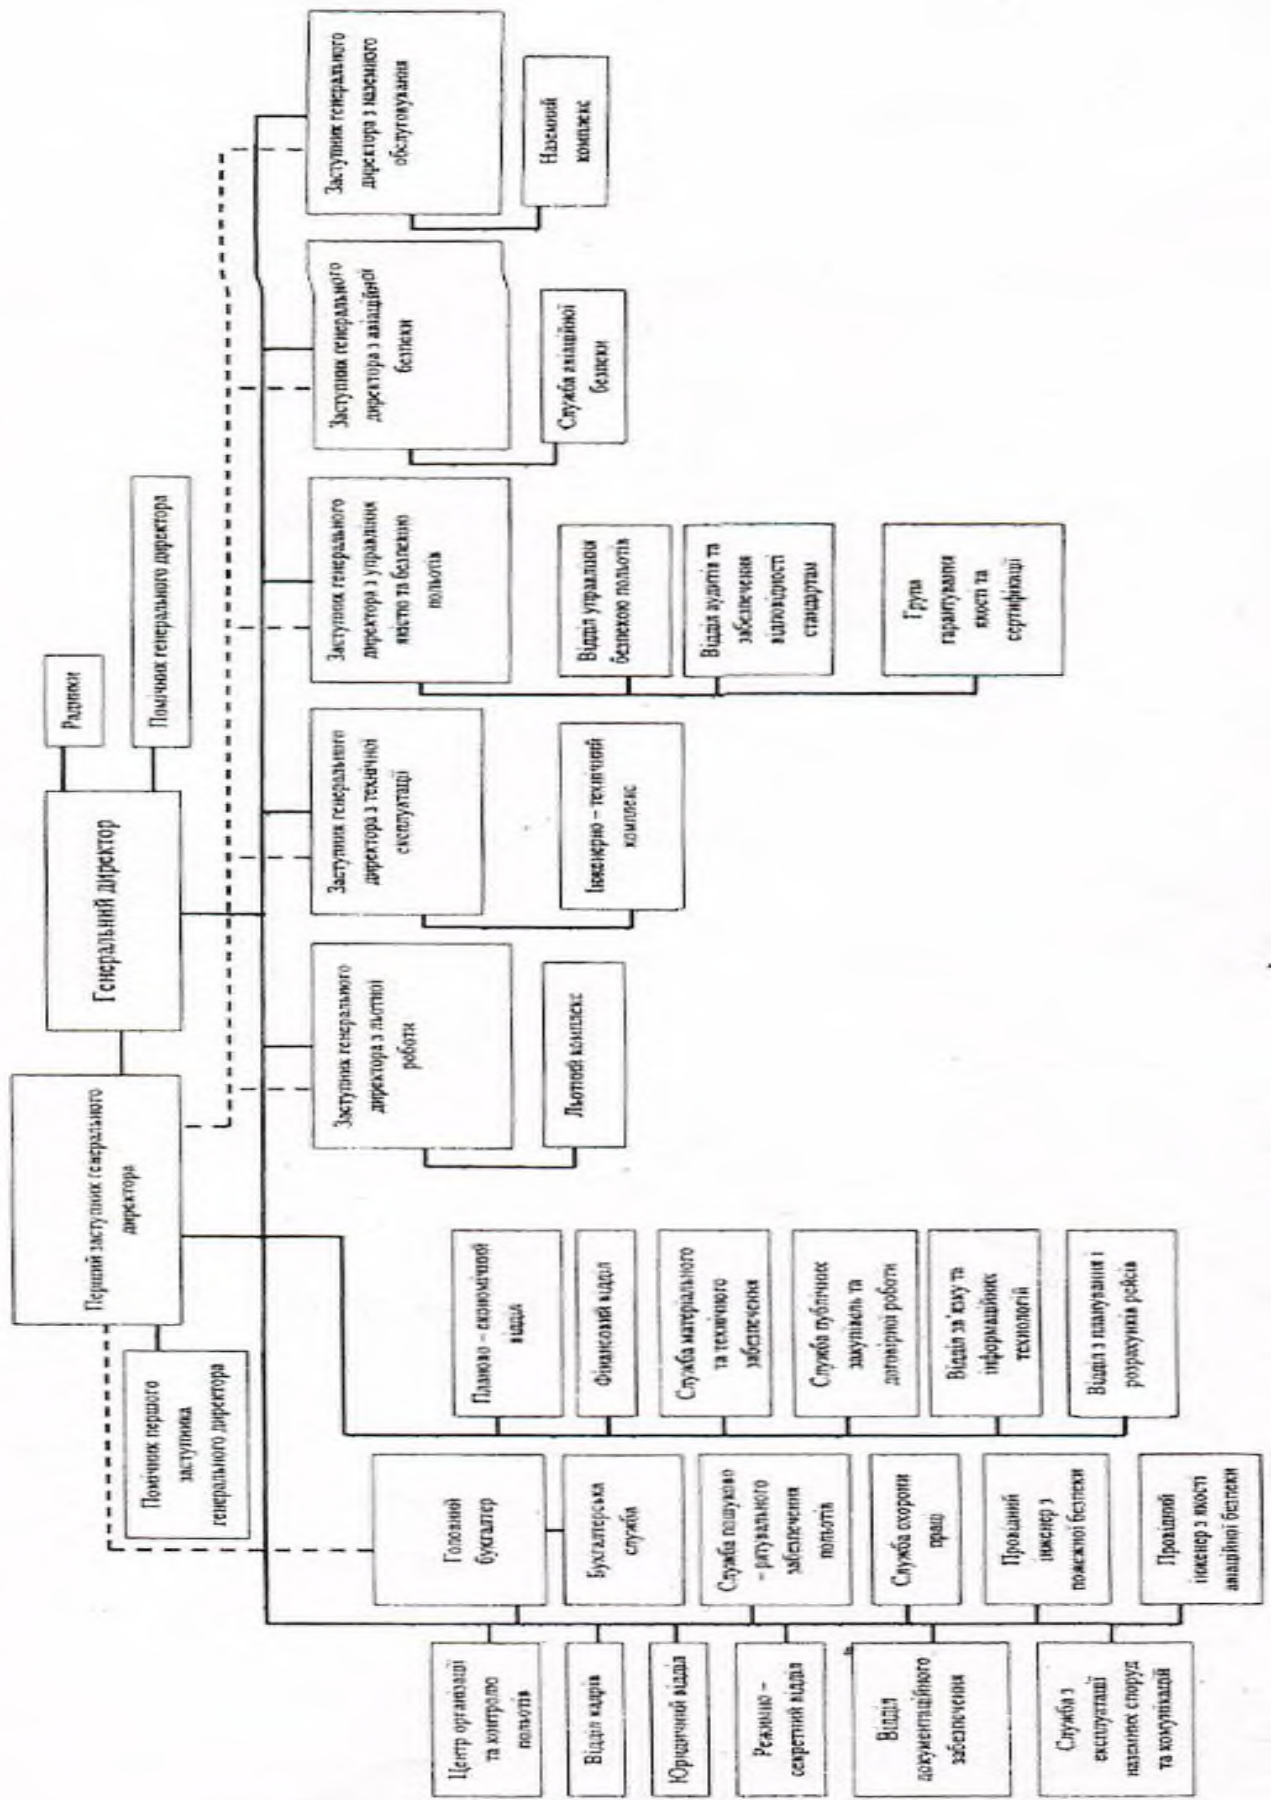 Перший заступник генерального
директора
Генеральний директор
Радники
Помічник генерального директора
Помічник першого
заступника
генерального директора
Заступник генерального
директора з льотної
роботи
Льотний комплекс
Заступник генерального
директора з технічної
експлуатації
Інженерно – технічний
комплекс
Заступник генерального
директора з управління
якістю та безпекою
польотів
Відділ управління
безпекою польотів
Відділ аудитів та
забезпечення
відповідності
стандартам
Група
гарантування
якості та
сертифікації
Заступник генерального
директора з авіаційної
безпеки
Служба авіаційної
безпеки
Заступник генерального
директора з наземного
обслуговування
Наземний
комплекс
Планово – економічний
відділ
Фінансовий відділ
Служба матеріального
та технічного
забезпечення
Служба публічних
закупівель та
договірної роботи
Відділ зв'язку та
інформаційних
технологій
Відділ з планування і
розрахунків рейсів
Головний
бухгалтер
Бухгалтерська
служба
Служба пошуково
– рятувального
забезпечення
польотів
Служба охорони
праці
Провідний
інженер з
пожежної безпеки
Провідний
інженер з якості
авіаційної безпеки
Центр організації
та контролю
польотів
Відділ кадрів
Юридичний відділ
Режимно –
секретний відділ
Відділ
документаційного
забезпечення
Служба з
експлуатації
наземних споруд
та комунікацій